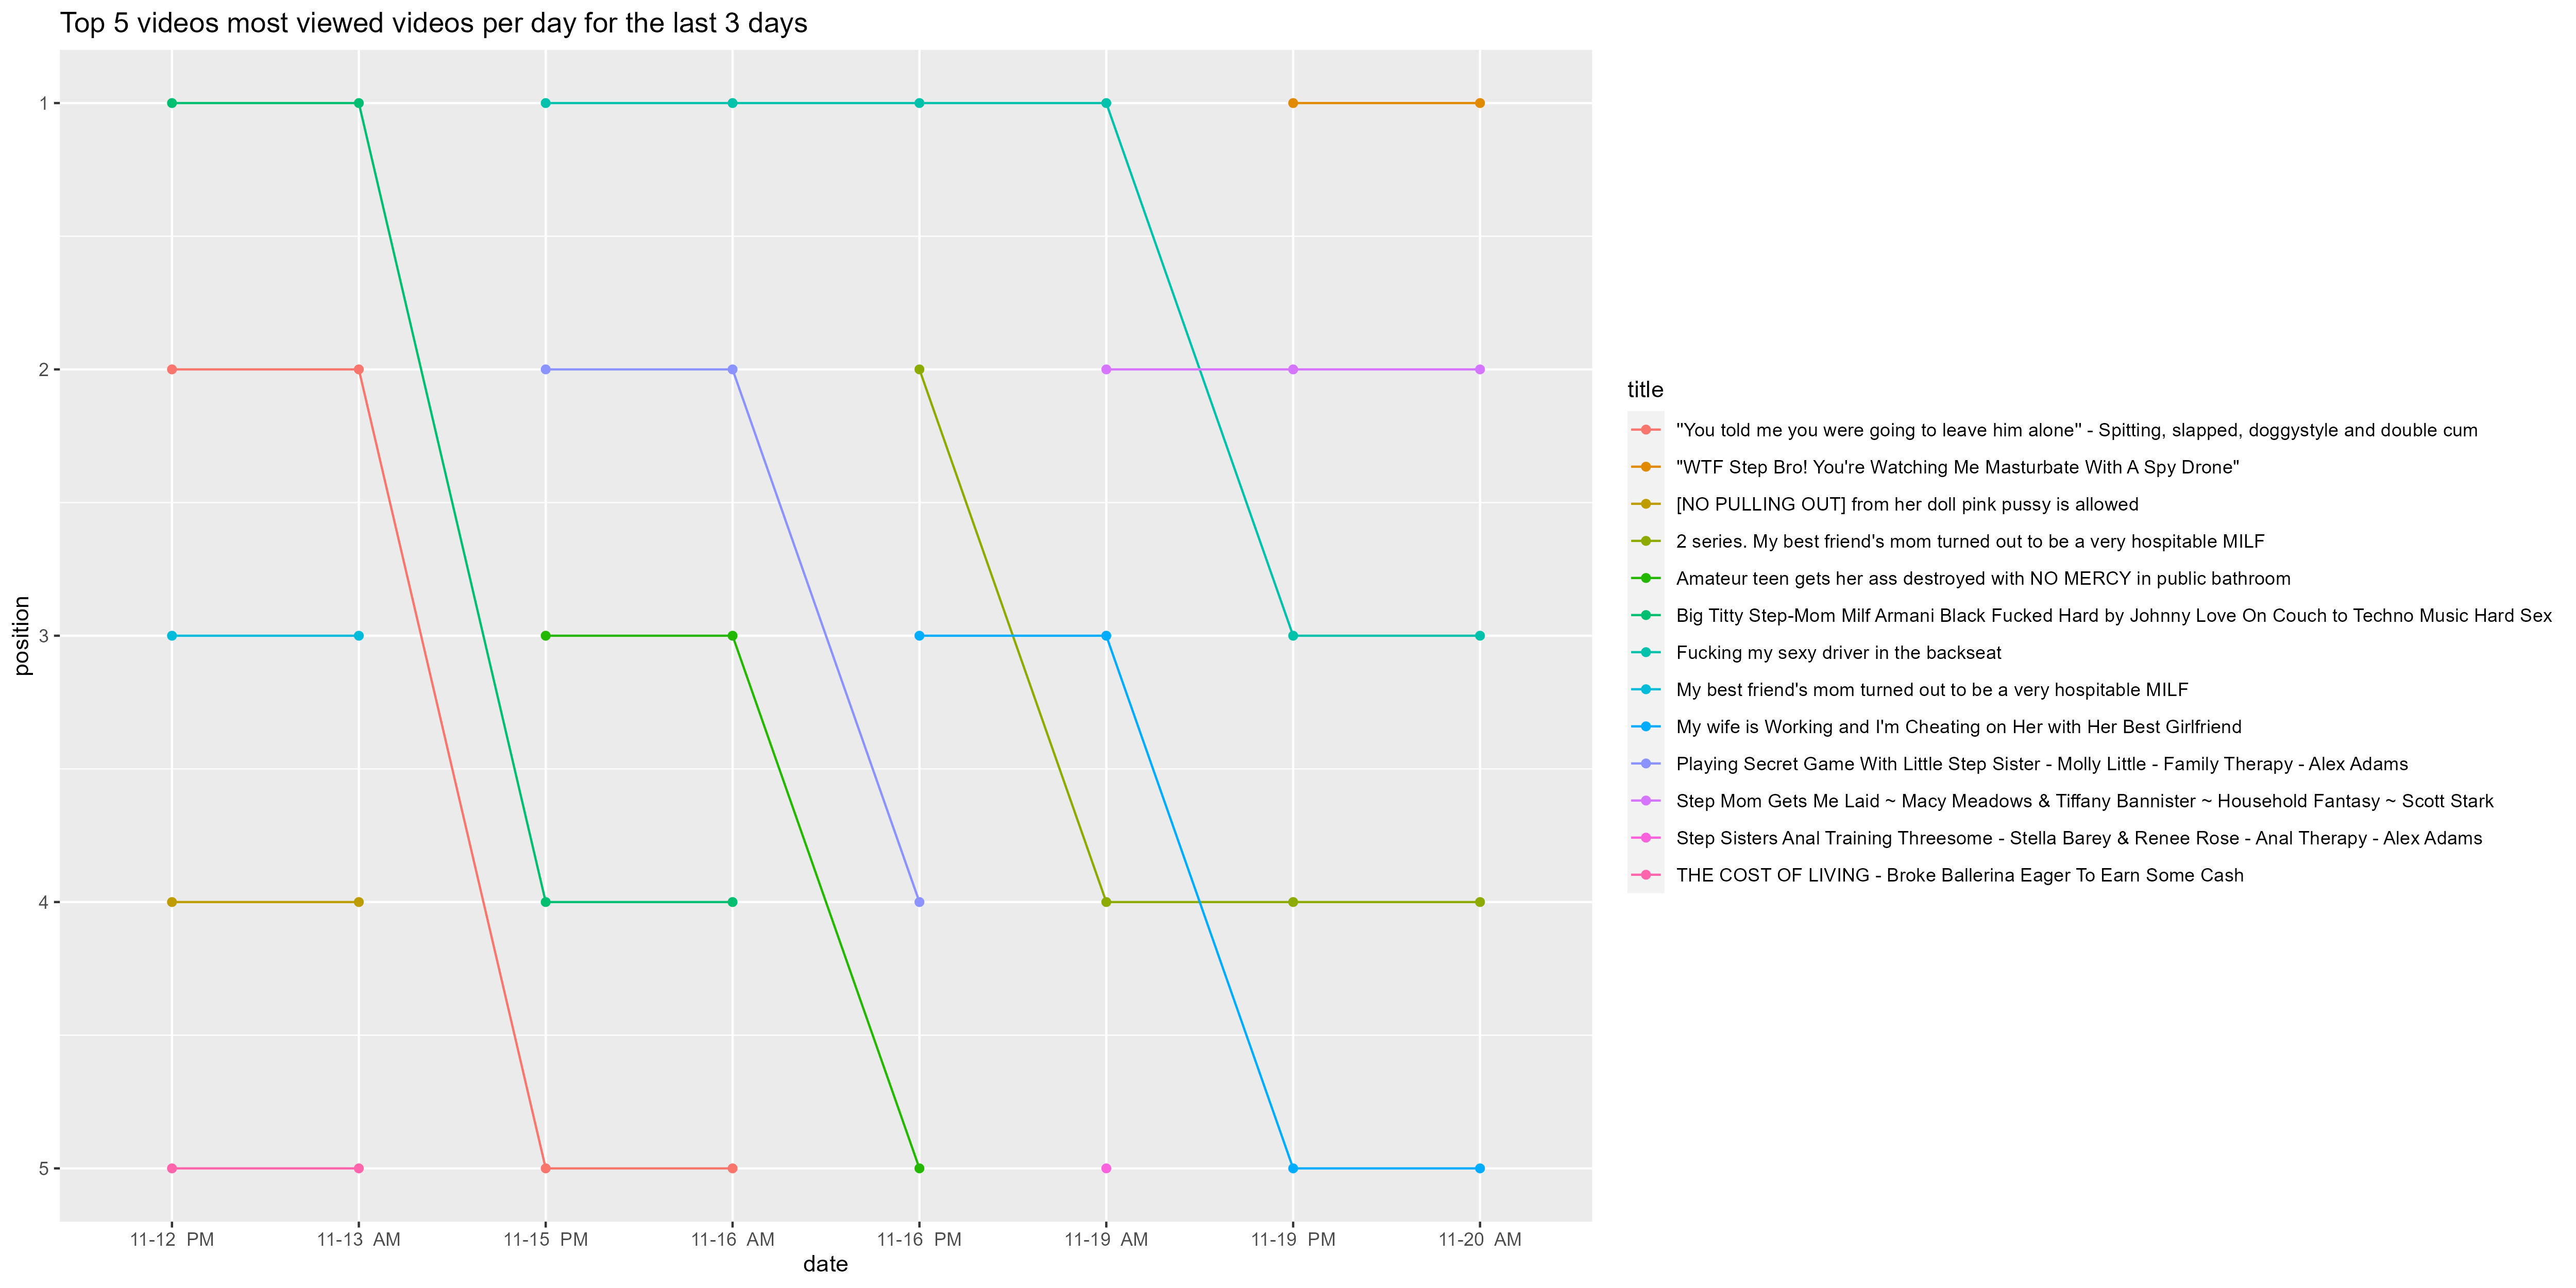 Top 5 videos most viewed videos per day for the last 3 days
position
1
2
3
4
5
11-12 PM
11-13 AM
11-15 PM
11-16 AM
11-16 PM
11-19 AM
11-19 PM
11-20 AM
date
title
"You told me you were going to leave him alone" - Spitting, slapped, doggystyle and double cum
"WTF Step Bro! You're Watching Me Masturbate With A Spy Drone"
[NO PULLING OUT] from her doll pink pussy is allowed
2 series. My best friend's mom turned out to be a very hospitable MILF
Amateur teen gets her ass destroyed with NO MERCY in public bathroom
Big Titty Step-Mom Milf Armani Black Fucked Hard by Johnny Love On Couch to Techno Music Hard Sex
Fucking my sexy driver in the backseat
My best friend's mom turned out to be a very hospitable MILF
My wife is Working and I'm Cheating on Her with Her Best Girlfriend
Playing Secret Game With Little Step Sister - Molly Little - Family Therapy - Alex Adams
Step Mom Gets Me Laid ~ Macy Meadows & Tiffany Bannister ~ Household Fantasy ~ Scott Stark
Step Sisters Anal Training Threesome - Stella Barey & Renee Rose - Anal Therapy - Alex Adams
THE COST OF LIVING - Broke Ballerina Eager To Earn Some Cash